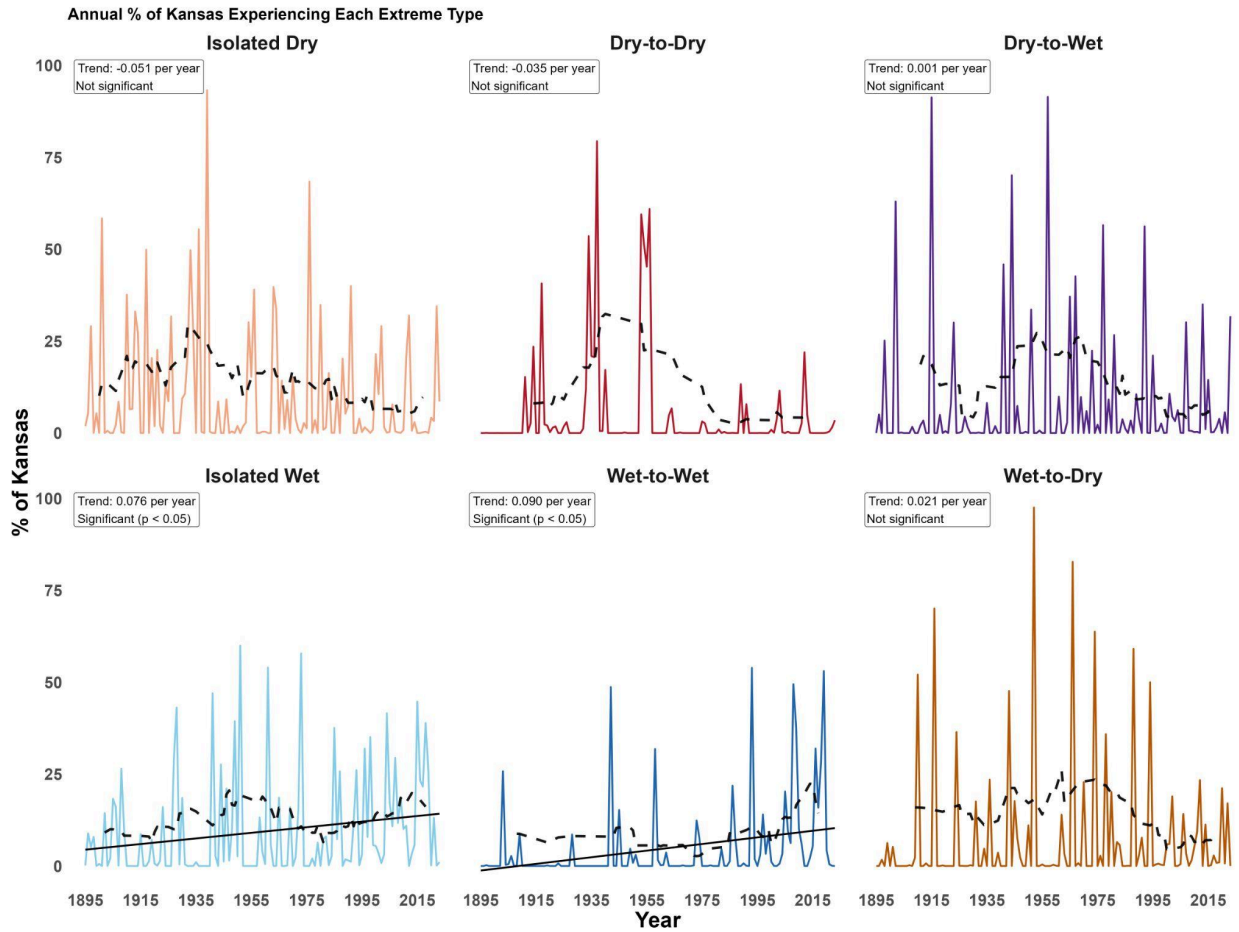 Annual % of Kansas Experiencing Each Extreme Type
Isolated Dry
Dry-to-Dry
Dry-to-Wet
Trend: -0.051 per year
Not significant
Trend: -0.035 per year
Not significant
Trend: 0.001 per year
Not significant
100
75
50
25
0
Isolated Wet
Wet-to-Wet
Wet-to-Dry
Trend: 0.076 per year
Significant (p < 0.05)
Trend: 0.090 per year
Significant (p < 0.05)
Trend: 0.021 per year
Not significant
100
75
50
25
0
% of Kansas
1895 1915 1935 1955 1975 1995 2015
1895 1915 1935 1955 1975 1995 2015
1895 1915 1935 1955 1975 1995 2015
Year